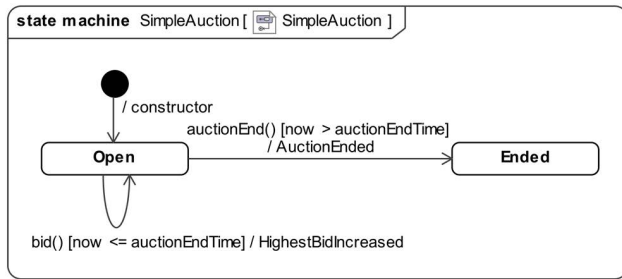 state machine SimpleAuction [ SimpleAuction ]
/ constructor
auctionEnd() [now > auctionEndTime]
/ AuctionEnded
Open
Ended
bid() [now <= auctionEndTime] / HighestBidIncreased